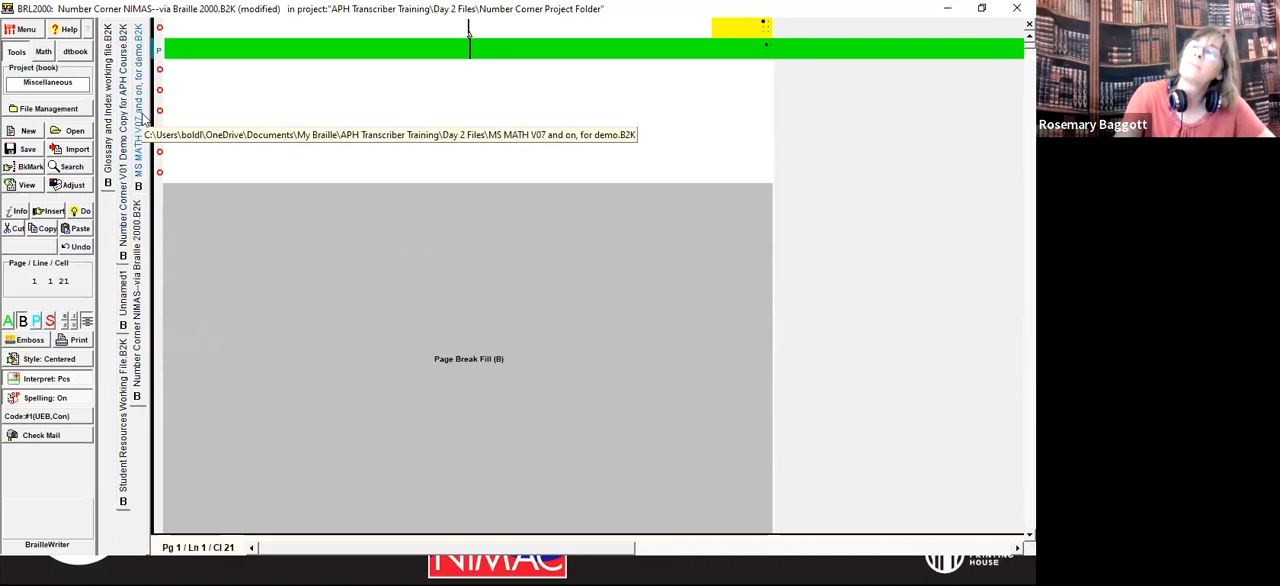 BRL2000: Number Corner NIMAS--via Braille 2000.B2K (modified) in project:"APH Transcriber Training\Day 2 Files\Number Corner Project Folder"
Menu
? Help
?
Tools
Math
dtbook
Project (book)
Miscellaneous
File Management
New
Open
Save
Import
BkMark
Search
View
Adjust
Info
Insert
Do
Cut
Copy
Paste
Undo
Page / Line / Cell
1 1 21
A B P S
Emboss
Print
Style: Centered
Interpret: Pcs
Spelling: On
Code:#1(UEB,Con)
Check Mail
BrailleWriter
B Glossary and Index working file.B2K
B Number Corner V01 Demo Copy for APH Course.B2K
B MS MATH V07 and on, for demo.B2K
B Unnamed1
B Number Corner NIMAS--via Braille 2000.B2K
B Student Resources Working File.B2K
P
C:\Users\boldl\OneDrive\Documents\My Braille\APH Transcriber Training\Day 2 Files\MS MATH V07 and on, for demo.B2K
Page Break Fill (B)
Pg 1 / Ln 1 / Cl 21
NIMAC
HOUSE
Rosemary Baggott